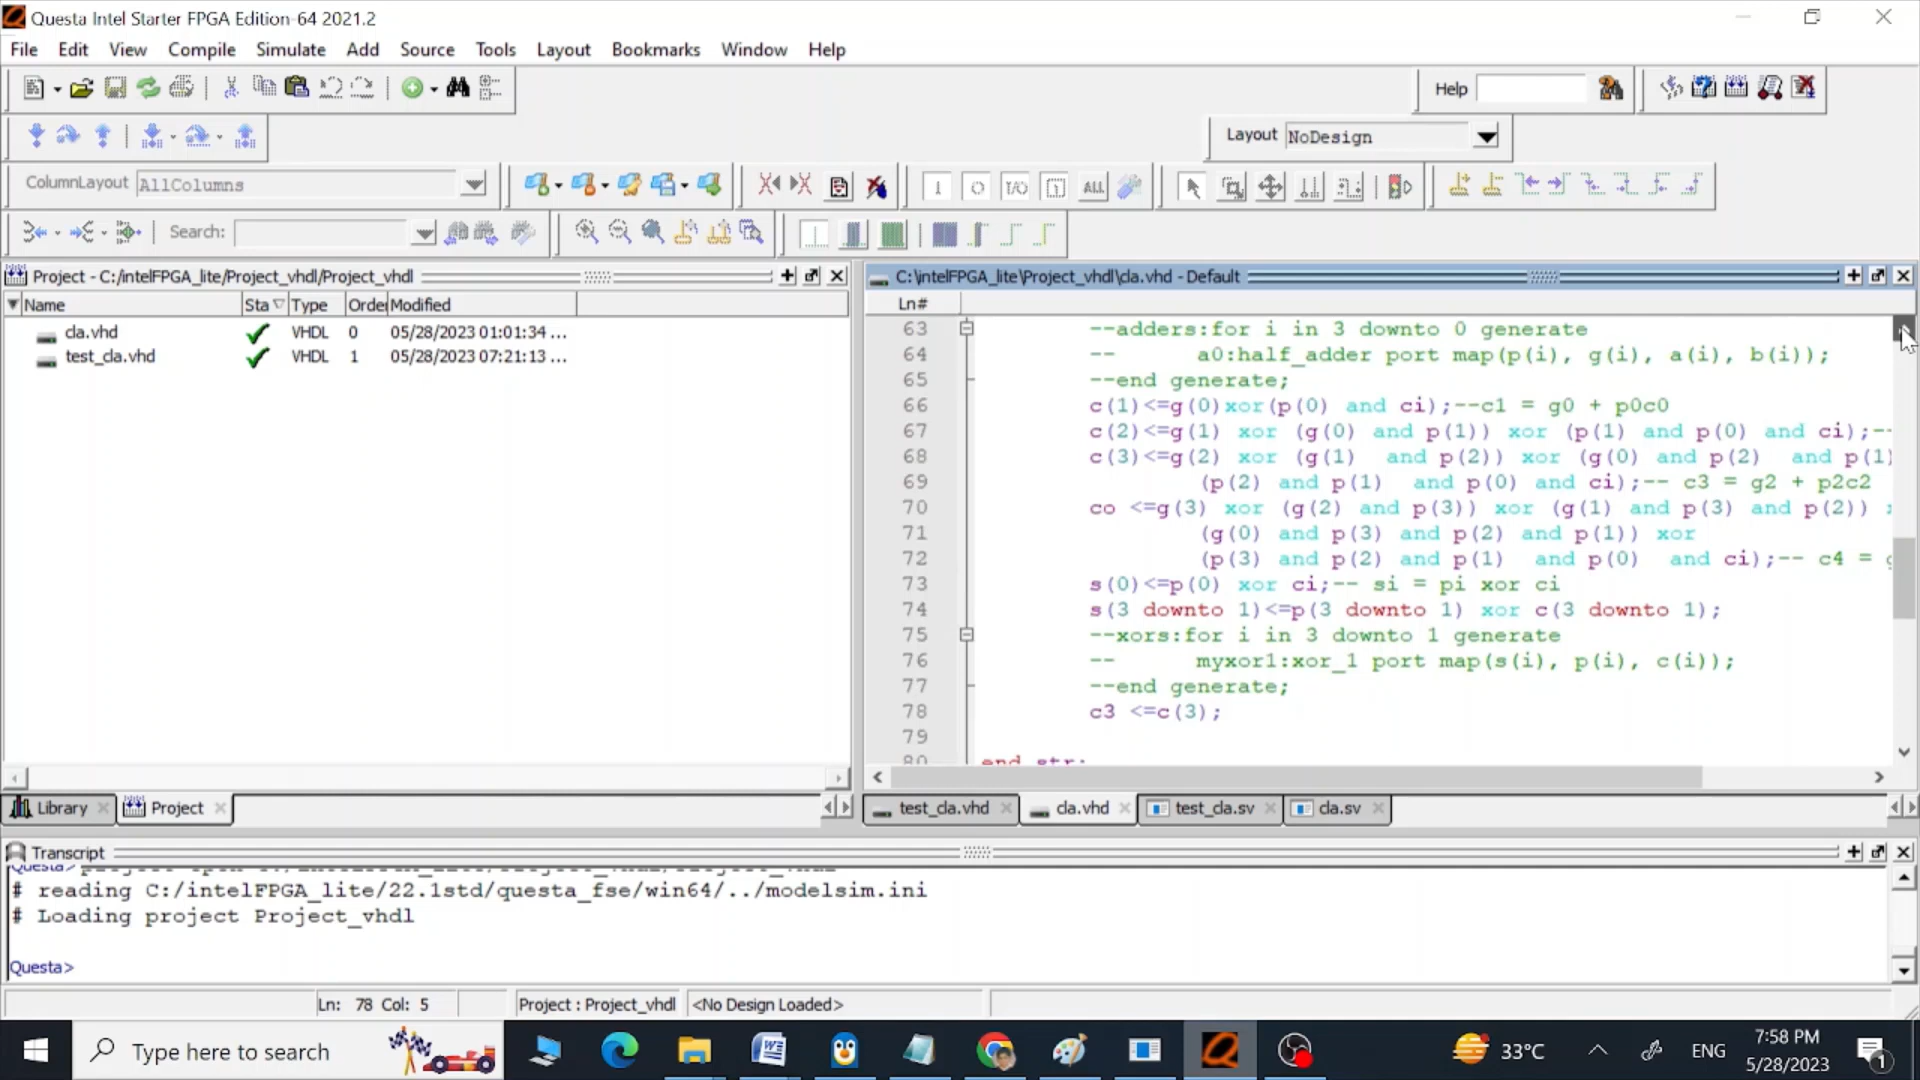 Questa Intel Starter FPGA Edition-64 2021.2
File Edit View Compile Simulate Add Source Tools Layout Bookmarks Window Help
Help
Layout NoDesign
ColumnLayout AllColumns
ALL
Search:
Project - C:/intelFPGA_lite/Project_vhdl/Project_vhdl
Name Sta Type Orde Modified
cla.vhd VHDL 0 05/28/2023 01:01:34 ...
test_cla.vhd VHDL 1 05/28/2023 07:21:13 ...
Library Project
C:\intelFPGA_lite\Project_vhdl\cla.vhd - Default
Ln#
63 --adders:for i in 3 downto 0 generate
64 -- a0:half_adder port map(p(i), g(i), a(i), b(i));
65 --end generate;
66 c(1)<=g(0)xor(p(0) and ci);--c1 = g0 + p0c0
67 c(2)<=g(1) xor (g(0) and p(1)) xor (p(1) and p(0) and ci);--
68 c(3)<=g(2) xor (g(1) and p(2)) xor (g(0) and p(2) and p(1)
69 (p(2) and p(1) and p(0) and ci);-- c3 = g2 + p2c2
70 co <=g(3) xor (g(2) and p(3)) xor (g(1) and p(3) and p(2))
71 (g(0) and p(3) and p(2) and p(1)) xor
72 (p(3) and p(2) and p(1) and p(0) and ci);-- c4 =
73 s(0)<=p(0) xor ci;-- si = pi xor ci
74 s(3 downto 1)<=p(3 downto 1) xor c(3 downto 1);
75 --xors:for i in 3 downto 1 generate
76 -- myxor1:xor_1 port map(s(i), p(i), c(i));
77 --end generate;
78 c3 <=c(3);
79
80 end str;
test_cla.vhd cla.vhd test_cla.sv cla.sv
Transcript
# reading C:/intelFPGA_lite/22.1std/questa_fse/win64/../modelsim.ini
# Loading project Project_vhdl
Questa>
Ln: 78 Col: 5 Project : Project_vhdl <No Design Loaded>
Type here to search
33°C
ENG
7:58 PM
5/28/2023
1